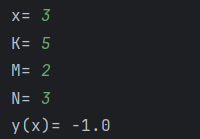 x= 3
K= 5
M= 2
N= 3
y(x)= -1.0